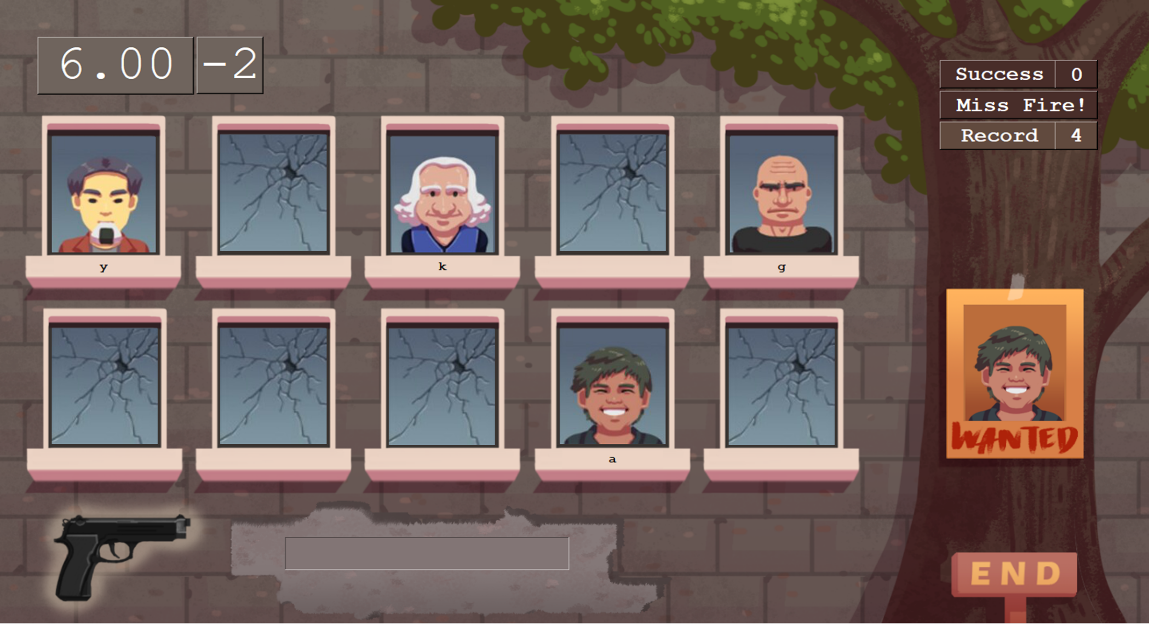 6.00 -2
Success 0
Miss Fire!
Record 4
y
k
g
a
WANTED
END